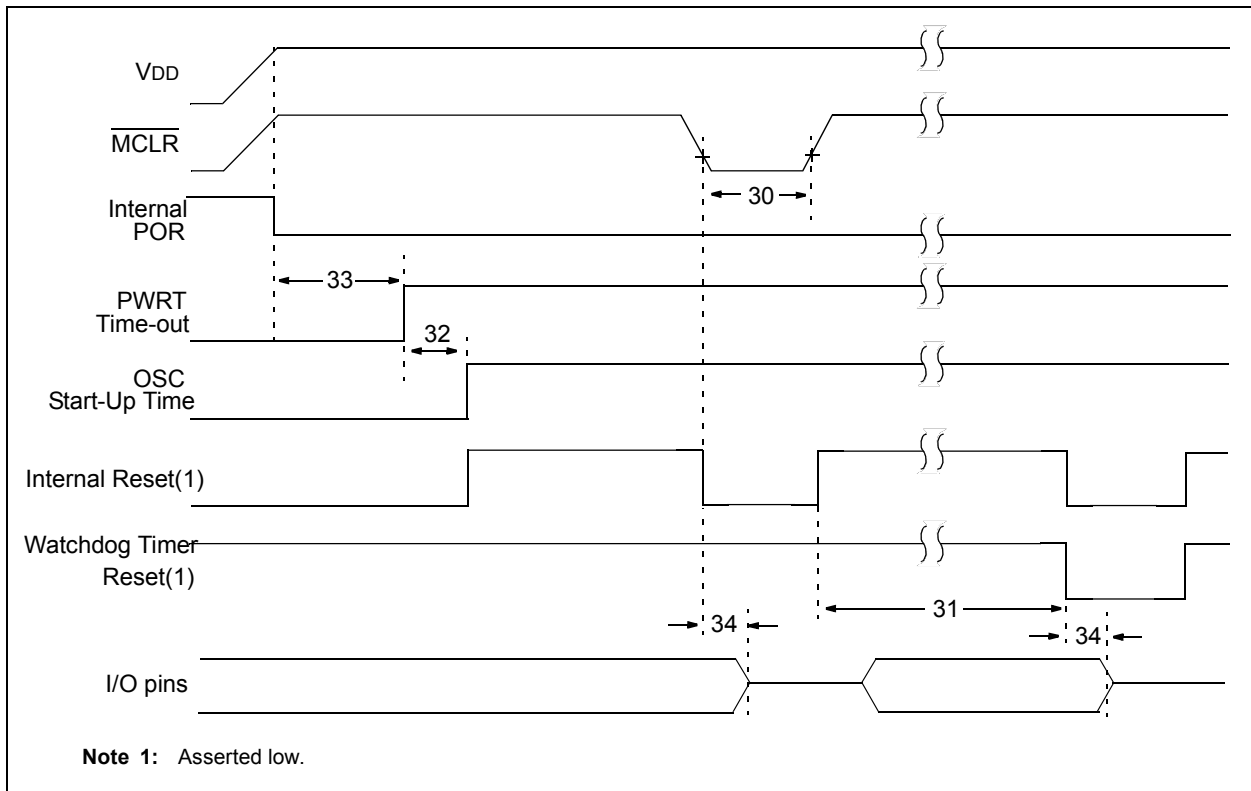 VDD
MCLR
30
Internal
POR
33
PWRT
Time-out
32
OSC
Start-Up Time
Internal Reset(1)
Watchdog Timer
Reset(1)
31
34
34
I/O pins
Note 1: Asserted low.